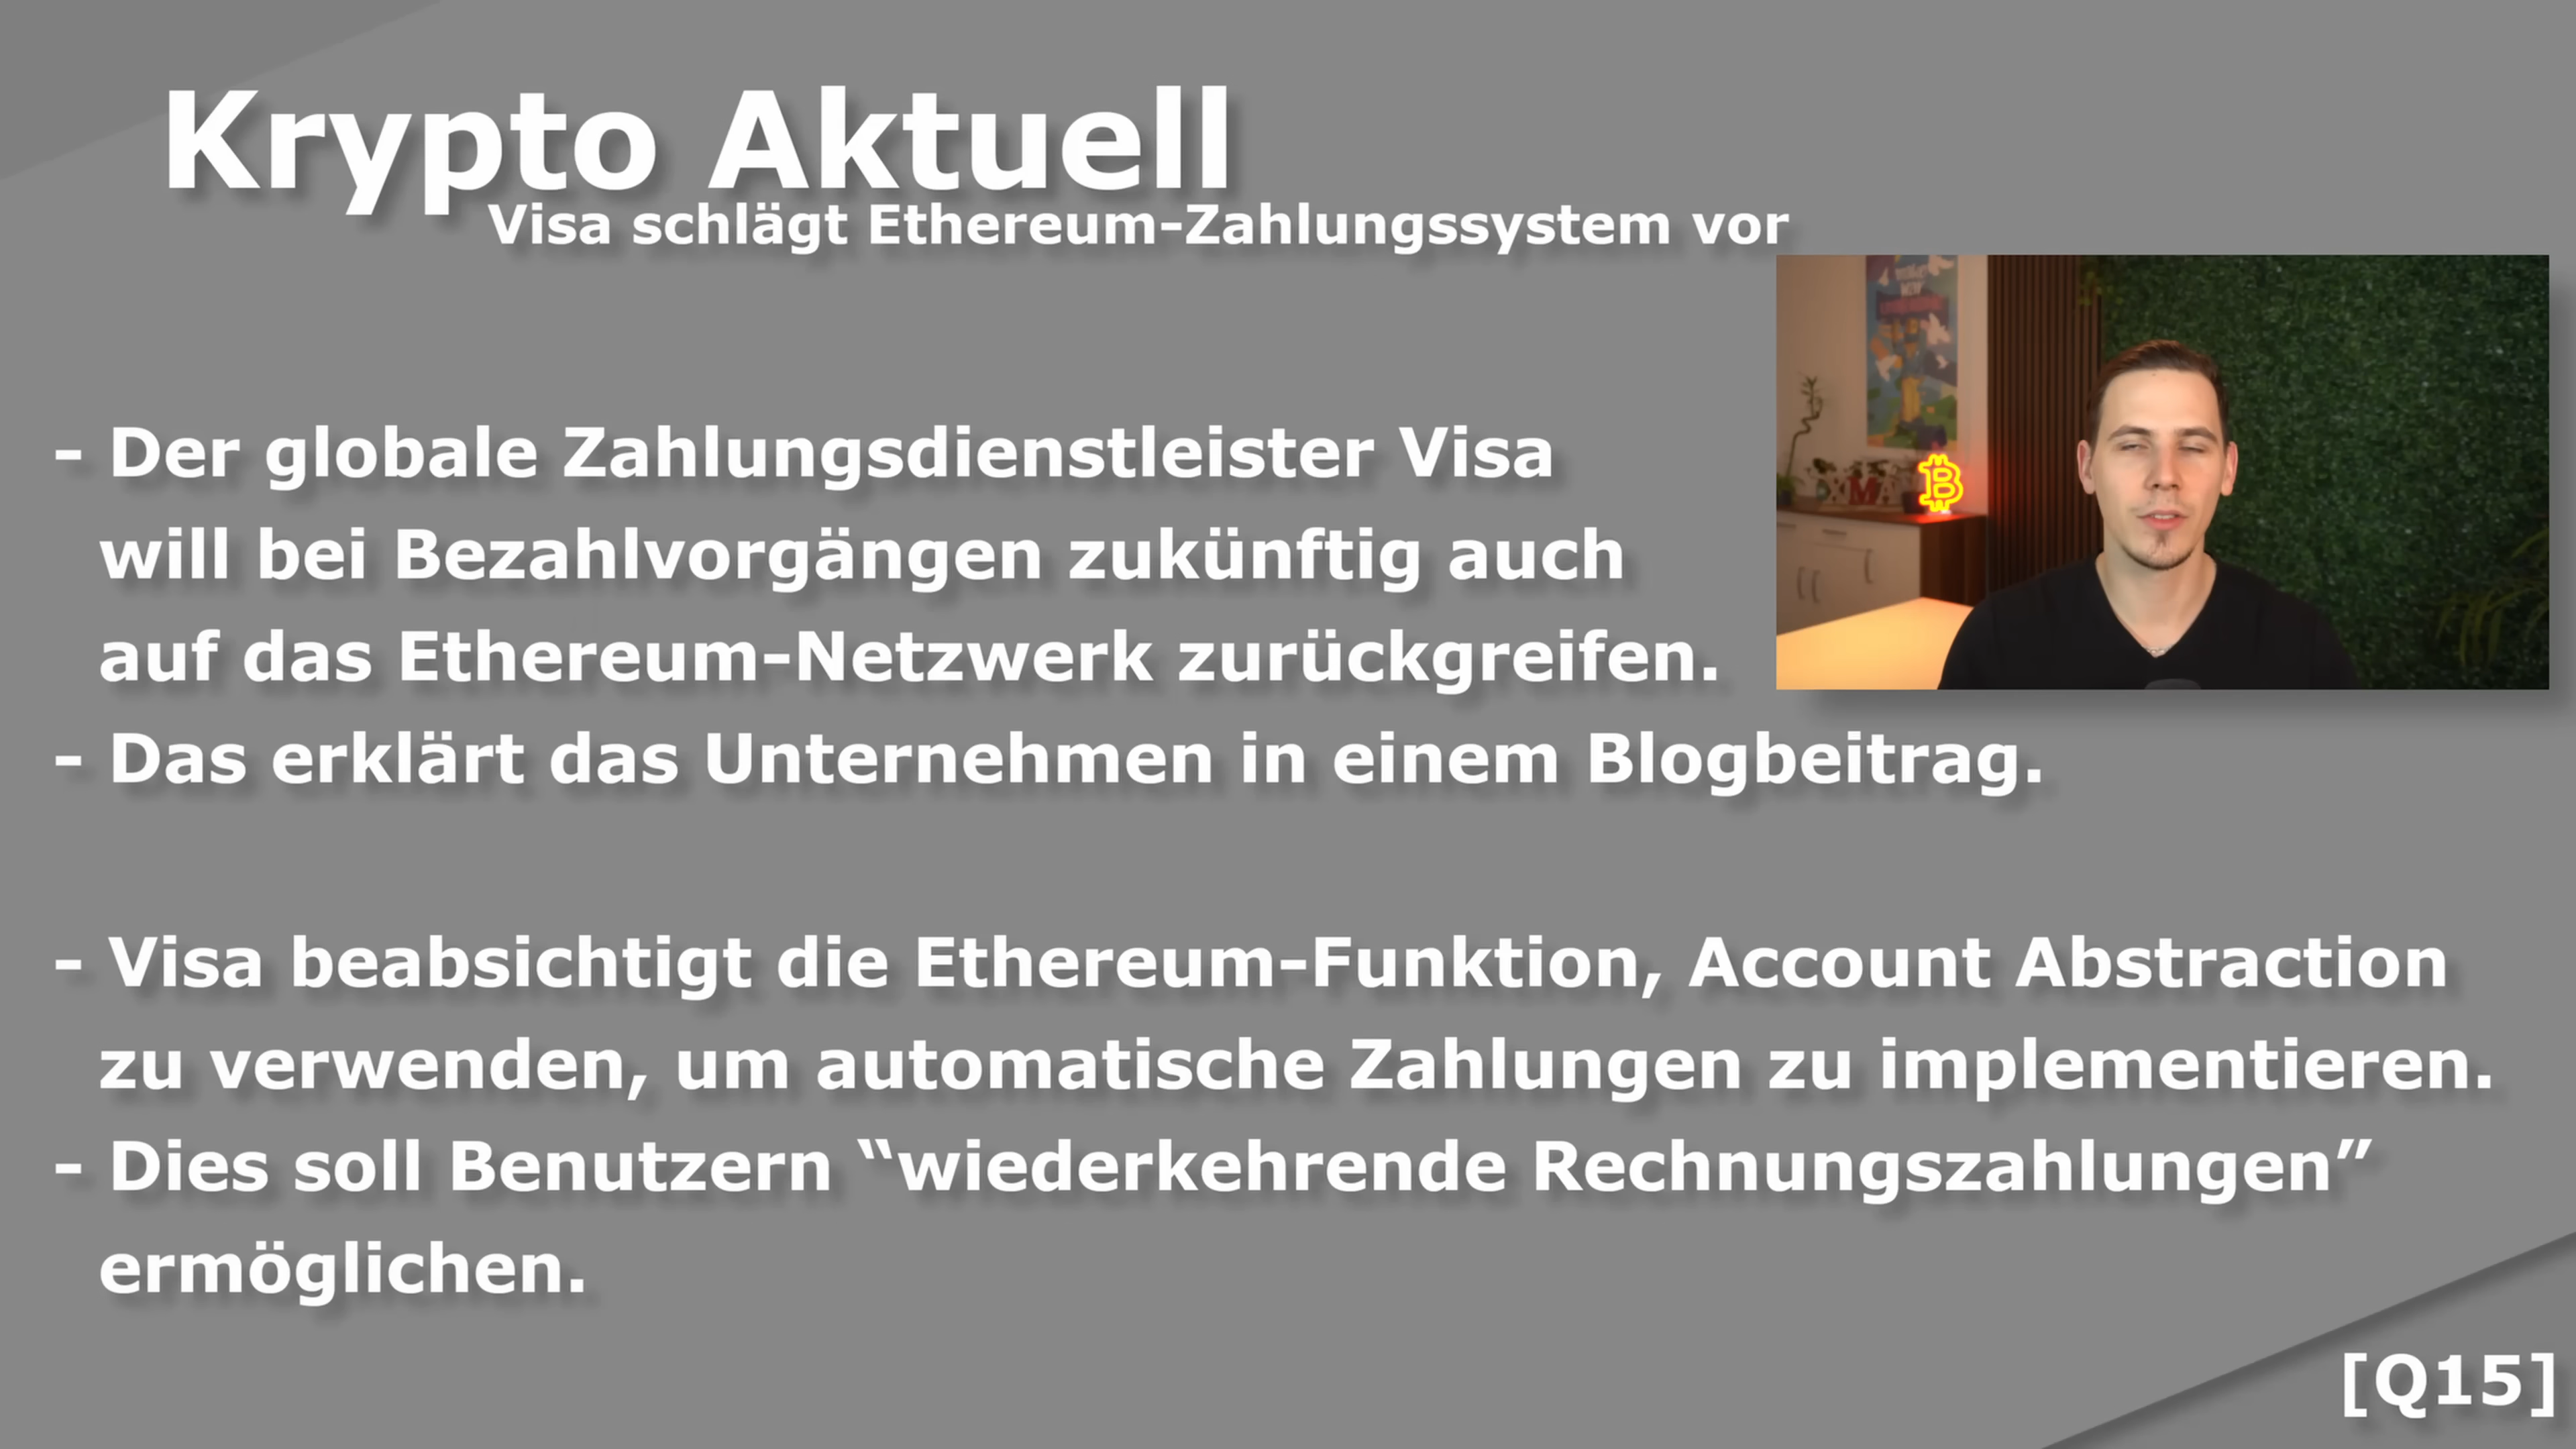 Krypto Aktuell
Visa schlägt Ethereum-Zahlungssystem vor
- Der globale Zahlungsdienstleister Visa
will bei Bezahlvorgängen zukünftig auch
auf das Ethereum-Netzwerk zurückgreifen.
- Das erklärt das Unternehmen in einem Blogbeitrag.
- Visa beabsichtigt die Ethereum-Funktion, Account Abstraction
zu verwenden, um automatische Zahlungen zu implementieren.
- Dies soll Benutzern “wiederkehrende Rechnungszahlungen”
ermöglichen.
[Q15]